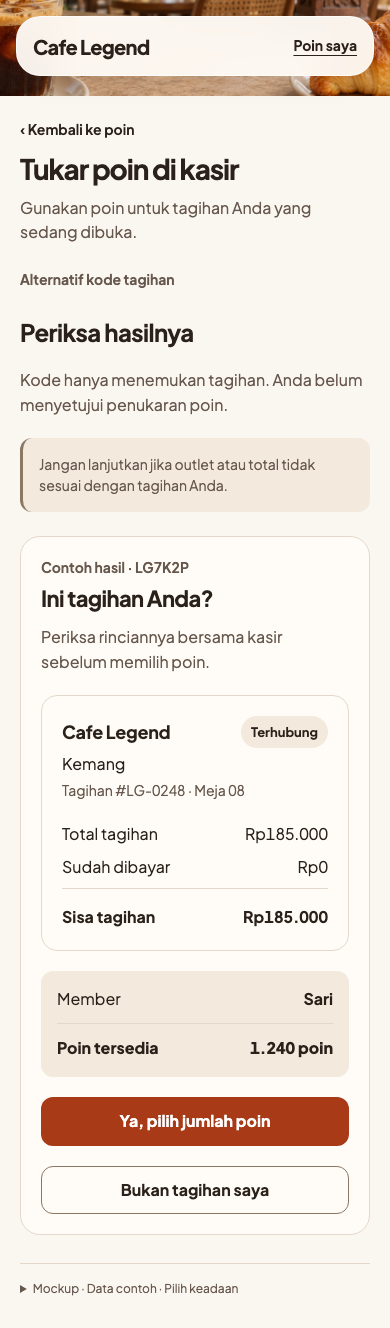 Cafe Legend
Poin saya
‹ Kembali ke poin
Tukar poin di kasir
Gunakan poin untuk tagihan Anda yang
sedang dibuka.
Alternatif kode tagihan
Periksa hasilnya
Kode hanya menemukan tagihan. Anda belum
menyetujui penukaran poin.
Jangan lanjutkan jika outlet atau total tidak
sesuai dengan tagihan Anda.
Contoh hasil · LG7K2P
Ini tagihan Anda?
Periksa rinciannya bersama kasir
sebelum memilih poin.
Cafe Legend
Terhubung
Kemang
Tagihan #LG-0248 · Meja 08
Total tagihan Rp185.000
Sudah dibayar Rp0
Sisa tagihan Rp185.000
Member Sari
Poin tersedia 1.240 poin
Ya, pilih jumlah poin
Bukan tagihan saya
▶ Mockup · Data contoh · Pilih keadaan